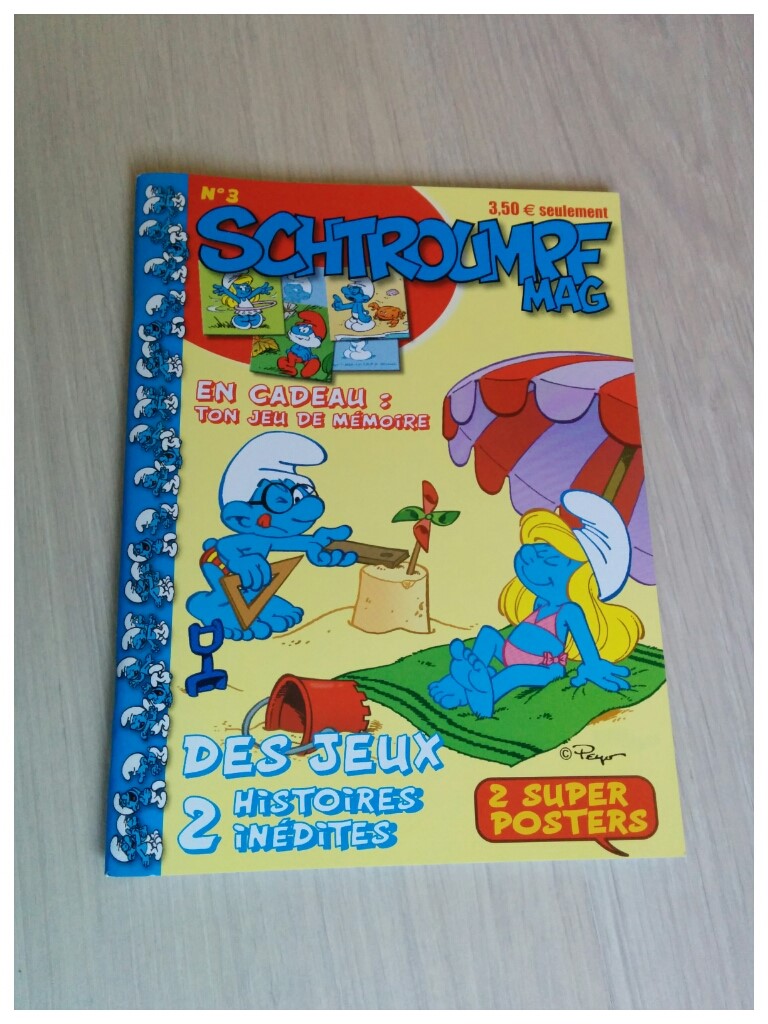 N°3
3,50 € seulement
SCHTROUMPF
MAG
EN CADEAU :
TON JEU DE MÉMOIRE
© Peyo
DES JEUX
2 HISTOIRES
INÉDITES
2 SUPER
POSTERS